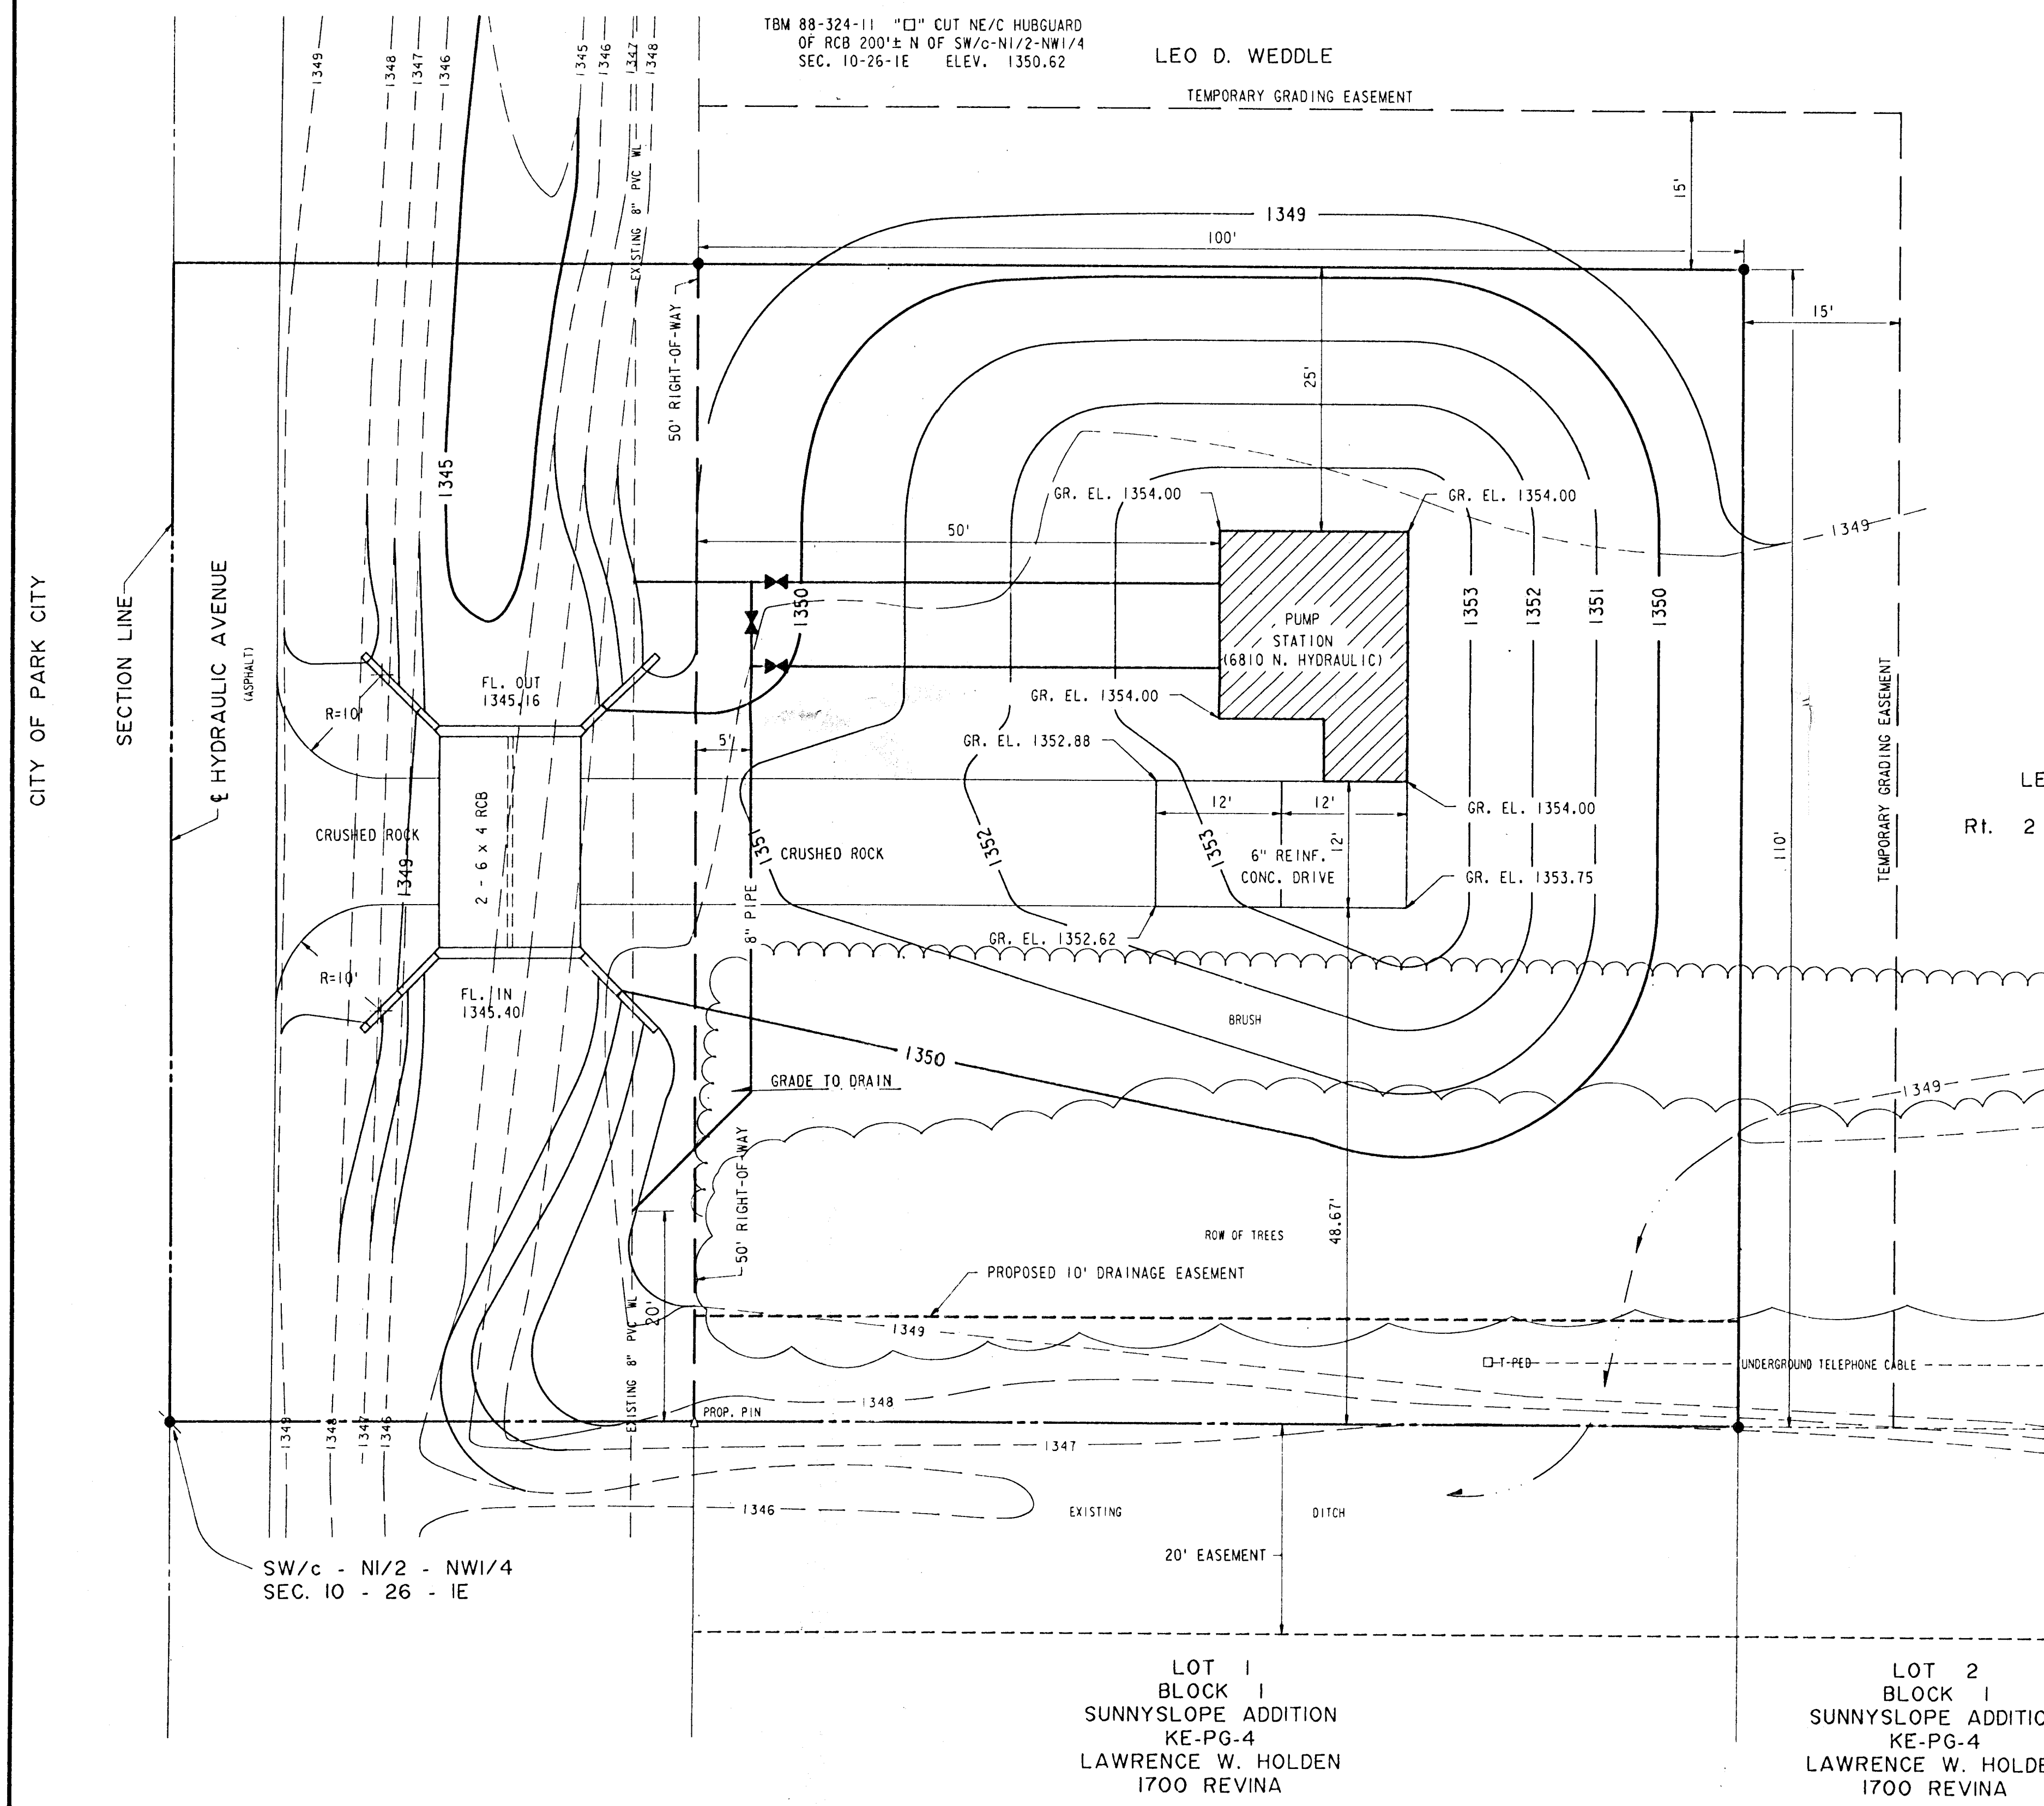 TBM 88-324-11 "□" CUT NE/C HUBGUARD
OF RCB 200'± N OF SW/c-N1/2-NW1/4
SEC. 10-26-1E ELEV. 1350.62
LEO D. WEDDLE
TEMPORARY GRADING EASEMENT
1349
1348
1347
1346
1345
1346
1347
1348
EXISTING 8" PVC WL
15'
1349
100'
50' RIGHT-OF-WAY
25'
15'
1345
GR. EL. 1354.00
GR. EL. 1354.00
1349
50'
CITY OF PARK CITY
SECTION LINE
℄ HYDRAULIC AVENUE
(ASPHALT)
1350
PUMP
STATION
(6810 N. HYDRAULIC)
1353
1352
1351
1350
FL. OUT
1345.16
R=10'
GR. EL. 1354.00
5'
GR. EL. 1352.88
TEMPORARY GRADING EASEMENT
LE
Rt. 2
12'
12'
GR. EL. 1354.00
CRUSHED ROCK
1349
2 - 6 x 4 RCB
1351
CRUSHED ROCK
1352
1353
12'
6" REINF.
CONC. DRIVE
110'
GR. EL. 1353.75
8" PIPE
GR. EL. 1352.62
R=10'
FL. IN
1345.40
BRUSH
1350
GRADE TO DRAIN
1349
50' RIGHT-OF-WAY
48.67'
ROW OF TREES
PROPOSED 10' DRAINAGE EASEMENT
20'
EXISTING 8" PVC WL
1349
T-PED
UNDERGROUND TELEPHONE CABLE
1348
PROP. PIN
1349
1348
1347
1346
1347
1346
EXISTING
DITCH
20' EASEMENT
SW/c - N1/2 - NW1/4
SEC. 10 - 26 - 1E
LOT 1
BLOCK 1
SUNNYSLOPE ADDITION
KE-PG-4
LAWRENCE W. HOLDEN
1700 REVINA
LOT 2
BLOCK 1
SUNNYSLOPE ADDITIO
KE-PG-4
LAWRENCE W. HOLDE
1700 REVINA